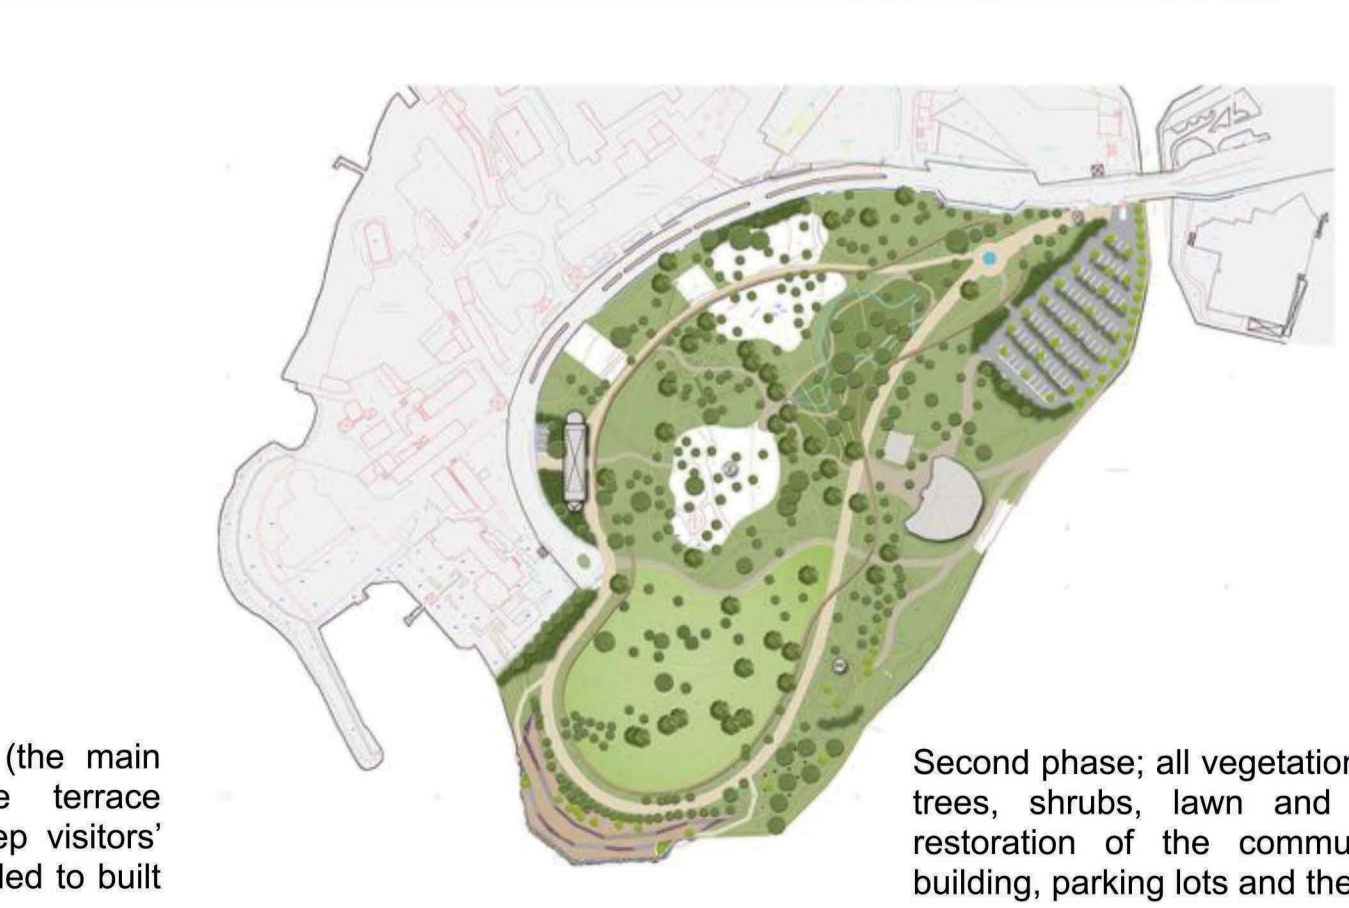 (the main
terrace
visitors'
to built
Second phase; all vegetation
trees, shrubs, lawn and
restoration of the
building, parking lots and the